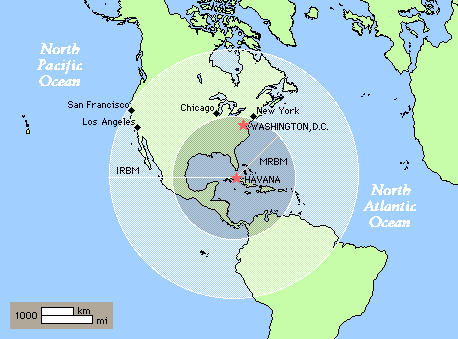 North
Pacific
Ocean
San Francisco
Chicago
New York
Los Angeles
WASHINGTON,D.C.
IRBM
MRBM
HAVANA
North
Atlantic
Ocean
1000
km
mi